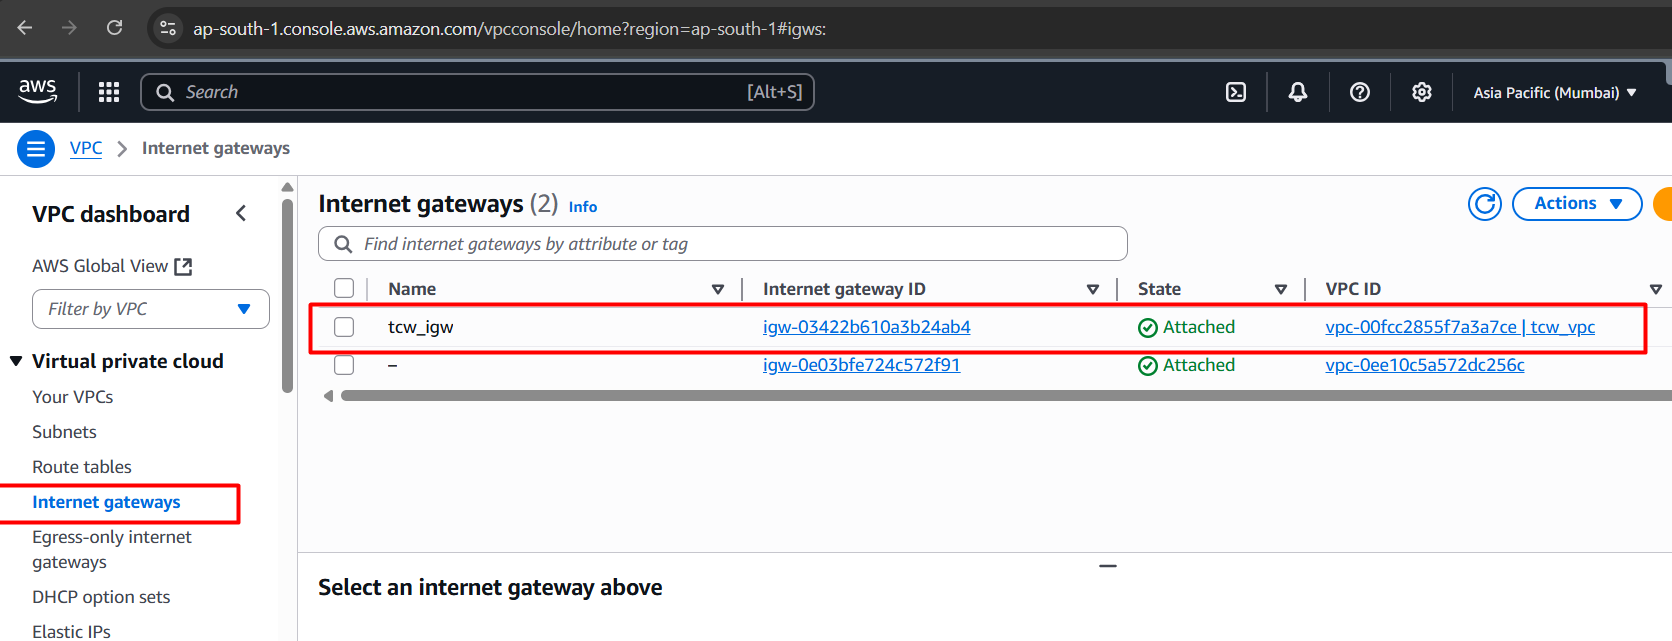 ap-south-1.console.aws.amazon.com/vpcconsole/home?region=ap-south-1#igws:
aws
Search
[Alt+S]
Asia Pacific (Mumbai)
VPC > Internet gateways
VPC dashboard
AWS Global View
Filter by VPC
Virtual private cloud
Your VPCs
Subnets
Route tables
Internet gateways
Egress-only internet
gateways
DHCP option sets
Elastic IPs
Internet gateways (2) Info
Actions
Find internet gateways by attribute or tag
Name Internet gateway ID State VPC ID
tcw_igw igw-03422b610a3b24ab4 Attached vpc-00fcc2855f7a3a7ce | tcw_vpc
– igw-0e03bfe724c572f91 Attached vpc-0ee10c5a572dc256c
Select an internet gateway above